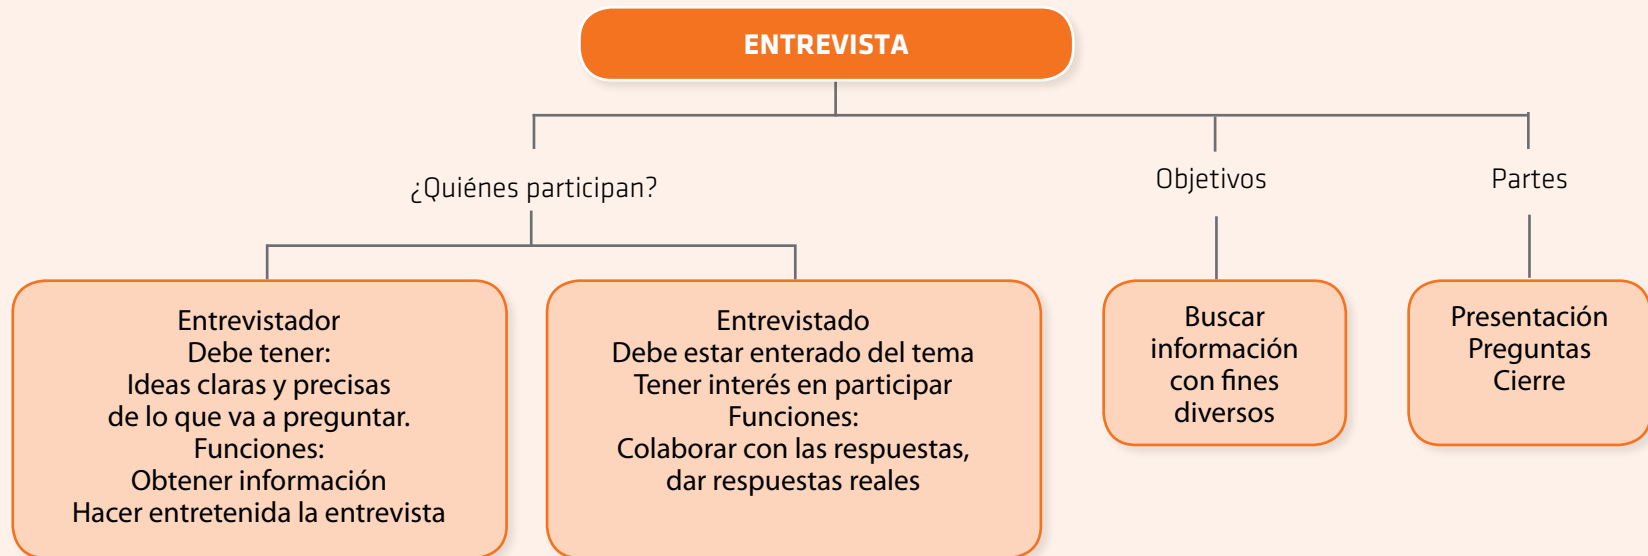 ENTREVISTA
¿Quiénes participan?
Objetivos
Partes
Entrevistador
Debe tener:
Ideas claras y precisas
de lo que va a preguntar.
Funciones:
Obtener información
Hacer entretenida la entrevista
Entrevistado
Debe estar enterado del tema
Tener interés en participar
Funciones:
Colaborar con las respuestas,
dar respuestas reales
Buscar
información
con fines
diversos
Presentación
Preguntas
Cierre